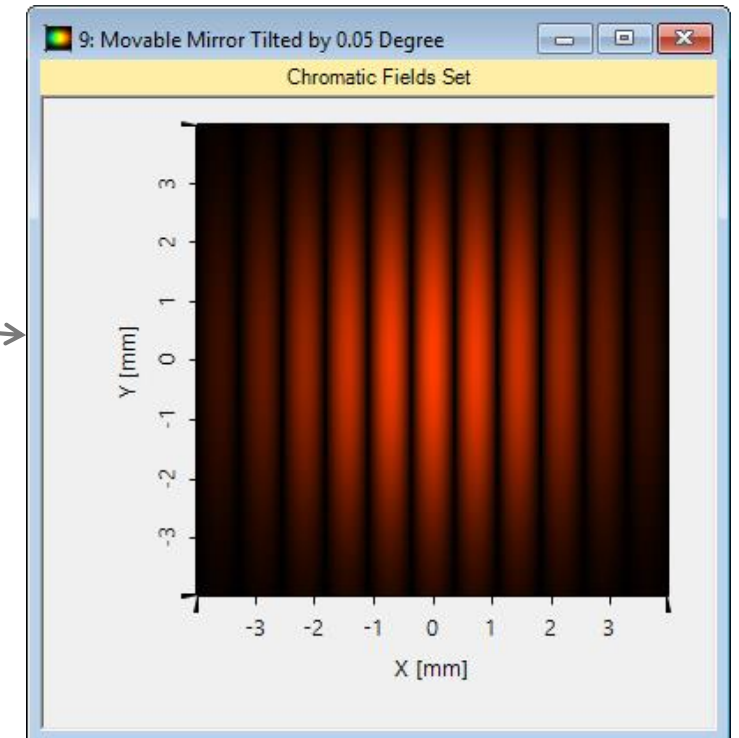 9: Movable Mirror Tilted by 0.05 Degree
Chromatic Fields Set
3
2
1
0
-1
-2
-3
Y [mm]
-3 -2 -1 0 1 2 3
X [mm]